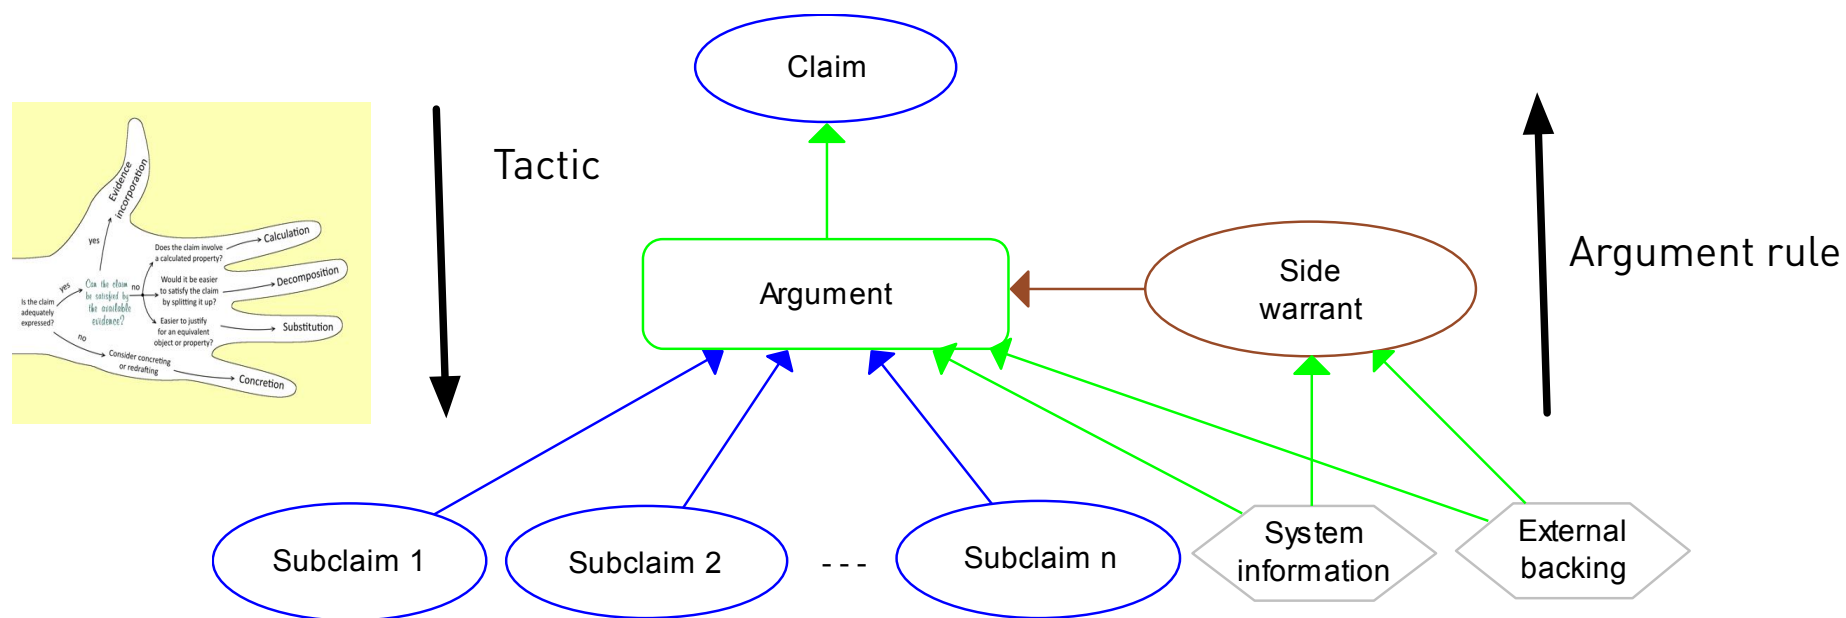 Claim
Tactic
Argument
Side
warrant
Argument rule
Subclaim 1
Subclaim 2
- - -
Subclaim n
System
information
External
backing
Evidence
incorporation
yes
Does the claim involve
a calculated property?
Calculation
Would it be easier
to satisfy the claim
by splitting it up?
Decomposition
yes
Can the claim
be satisfied by
the available
evidence?
no
Is the claim
adequately
expressed?
Easier to justify
for an equivalent
object or property?
Substitution
no
Consider concreting
or redrafting
Concretion